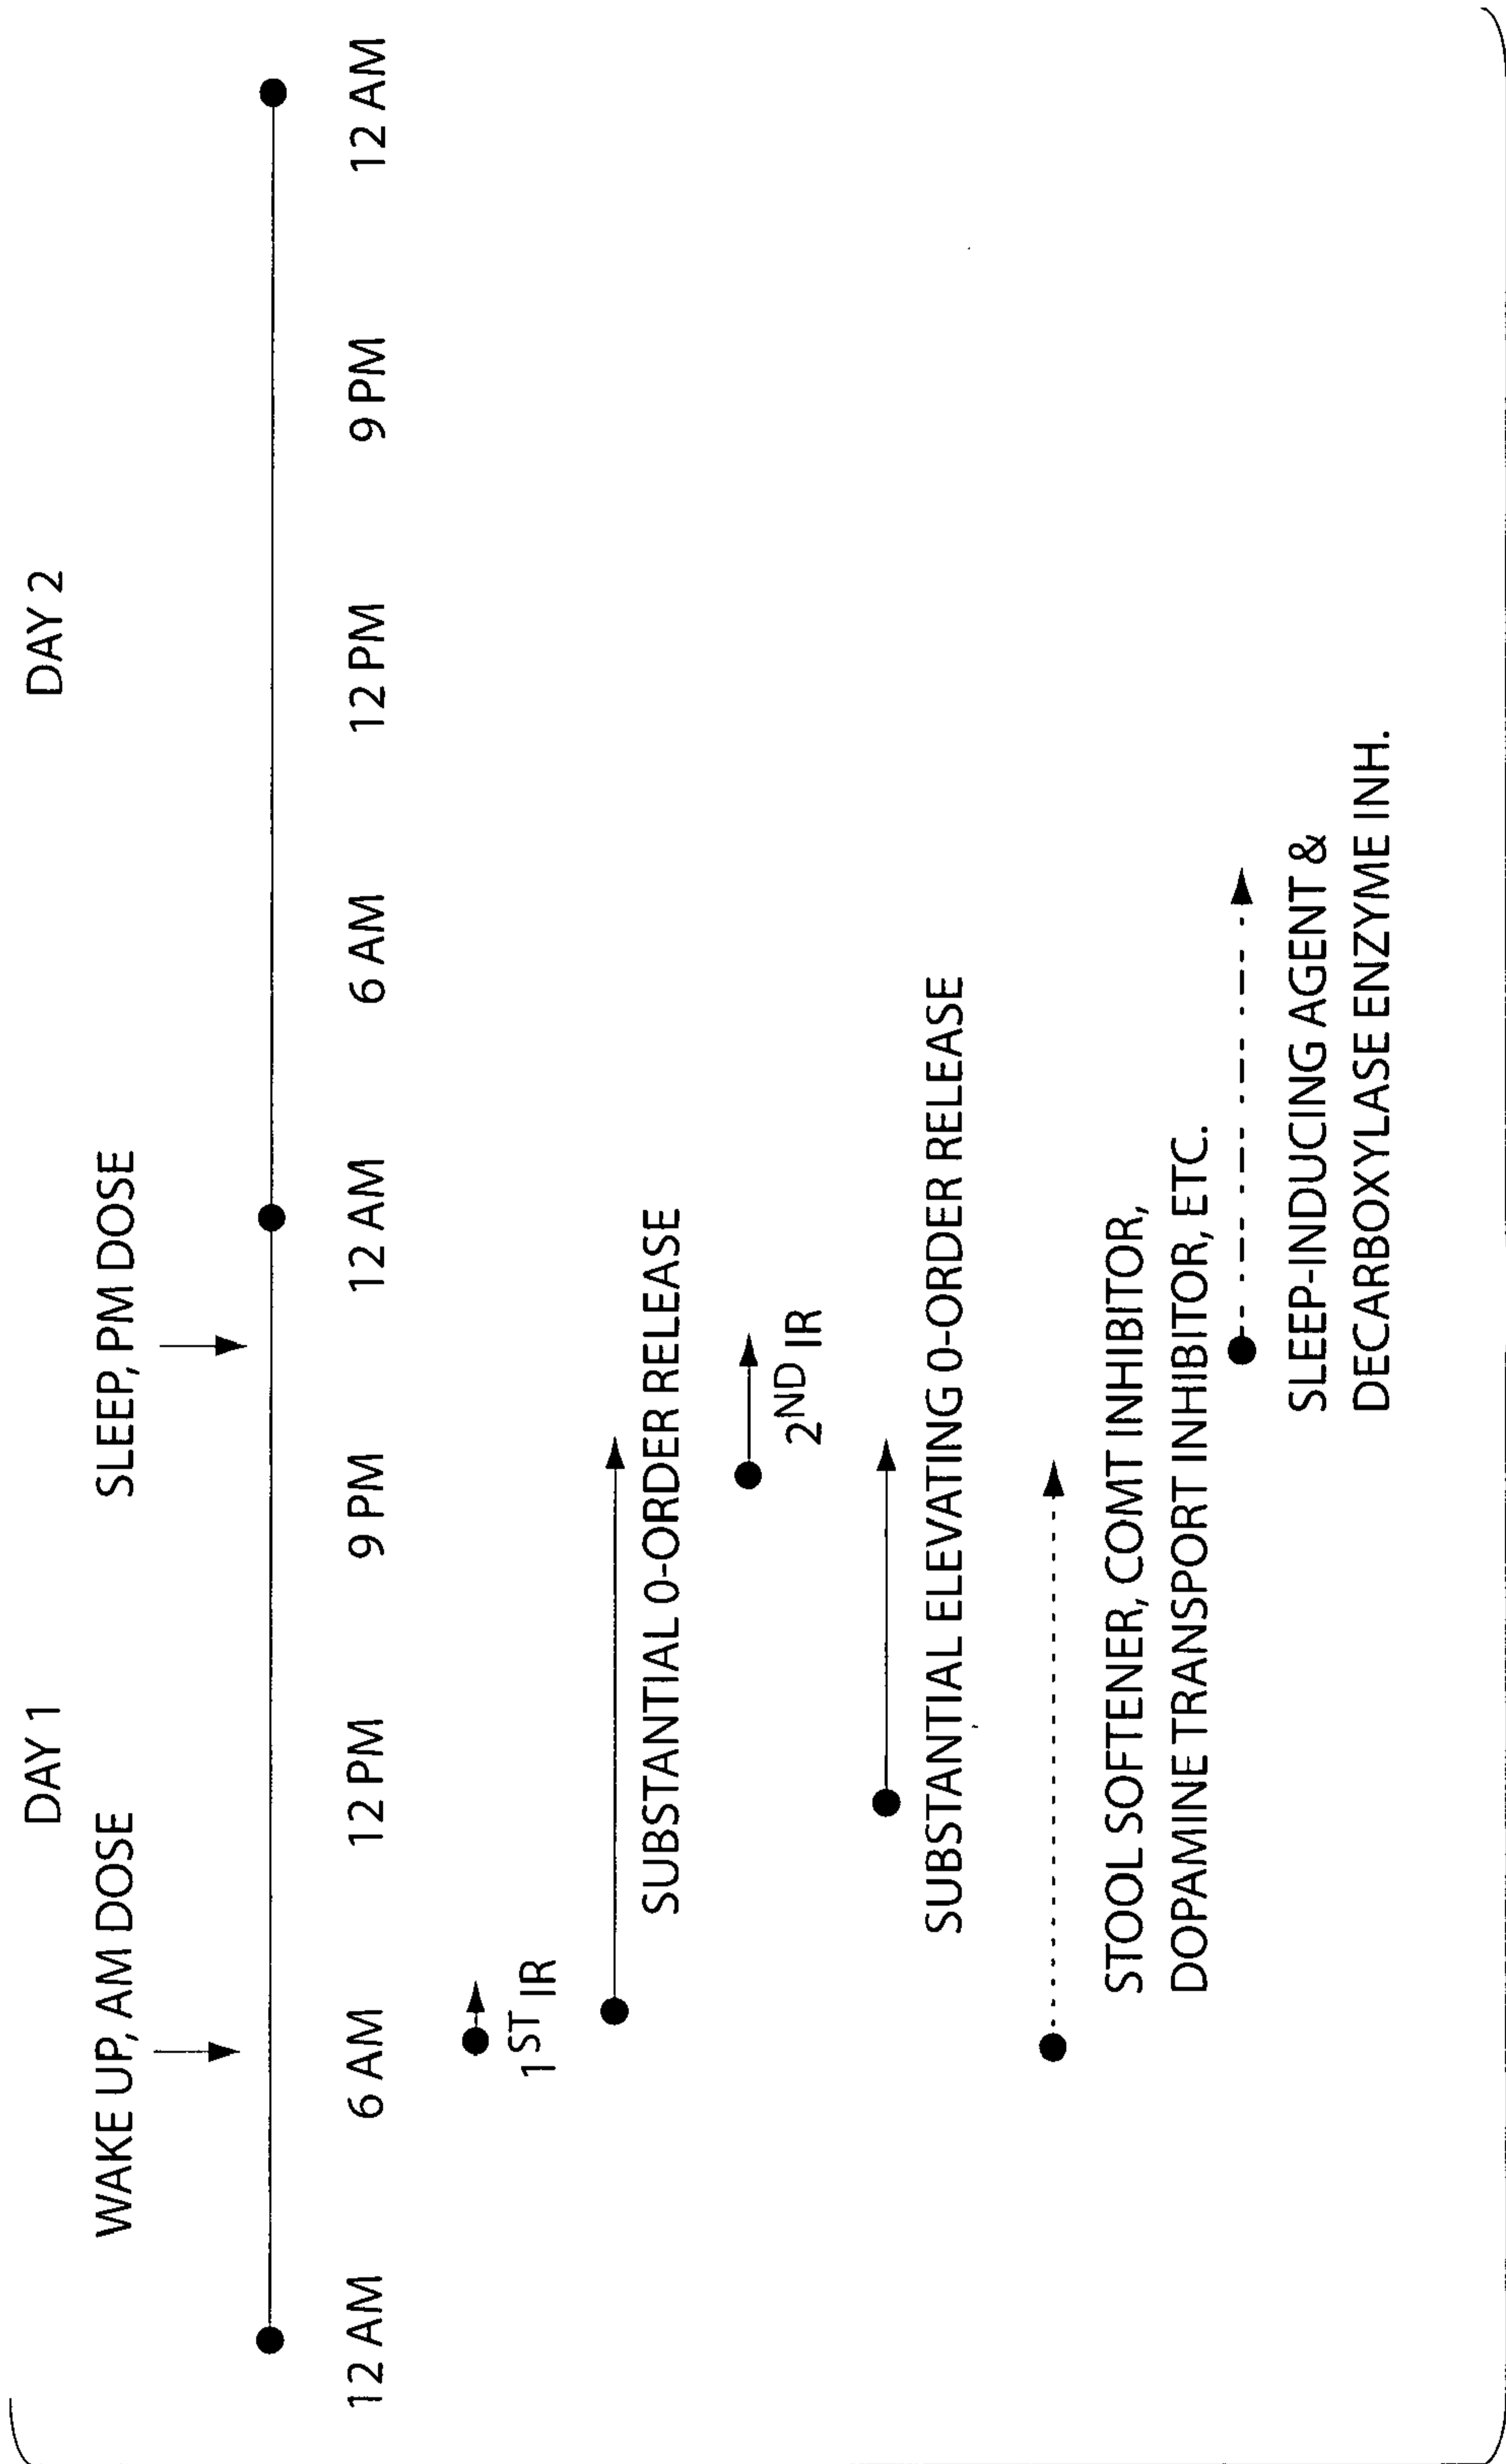 DAY 1
DAY 2
WAKE UP, AM DOSE
SLEEP, PM DOSE
12 AM
6 AM
12 PM
9 PM
12 AM
6 AM
12 PM
9 PM
12 AM
1ST IR
SUBSTANTIAL 0-ORDER RELEASE
2ND IR
SUBSTANTIAL ELEVATING 0-ORDER RELEASE
STOOL SOFTENER, COMT INHIBITOR,
DOPAMINE TRANSPORT INHIBITOR, ETC.
SLEEP-INDUCING AGENT &
DECARBOXYLASE ENZYME INH.